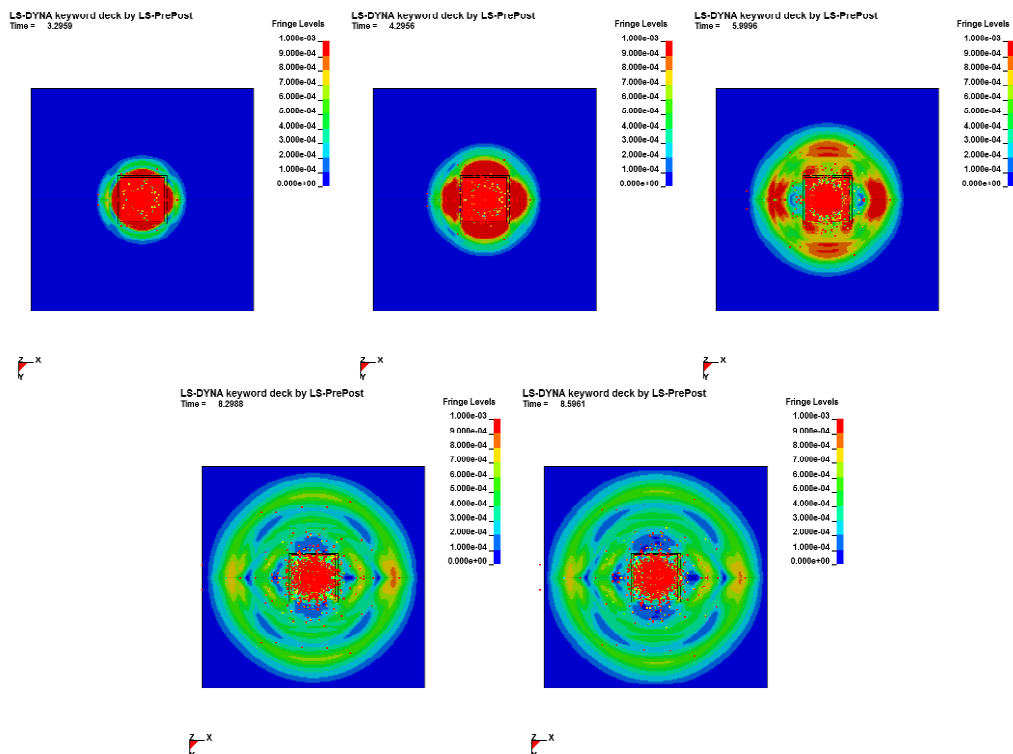 LS-DYNA keyword deck by LS-PrePost
Time = 3.2959
Fringe Levels
1.000e-03
9.000e-04
8.000e-04
7.000e-04
6.000e-04
5.000e-04
4.000e-04
3.000e-04
2.000e-04
1.000e-04
0.000e+00
Z X
Y
LS-DYNA keyword deck by LS-PrePost
Time = 4.2956
Fringe Levels
1.000e-03
9.000e-04
8.000e-04
7.000e-04
6.000e-04
5.000e-04
4.000e-04
3.000e-04
2.000e-04
1.000e-04
0.000e+00
Z X
Y
LS-DYNA keyword deck by LS-PrePost
Time = 5.9996
Fringe Levels
1.000e-03
9.000e-04
8.000e-04
7.000e-04
6.000e-04
5.000e-04
4.000e-04
3.000e-04
2.000e-04
1.000e-04
0.000e+00
Z X
Y
LS-DYNA keyword deck by LS-PrePost
Time = 8.2988
Fringe Levels
1.000e-03
9.000e-04
8.000e-04
7.000e-04
6.000e-04
5.000e-04
4.000e-04
3.000e-04
2.000e-04
1.000e-04
0.000e+00
Z X
Y
LS-DYNA keyword deck by LS-PrePost
Time = 8.5961
Fringe Levels
1.000e-03
9.000e-04
8.000e-04
7.000e-04
6.000e-04
5.000e-04
4.000e-04
3.000e-04
2.000e-04
1.000e-04
0.000e+00
Z X
Y